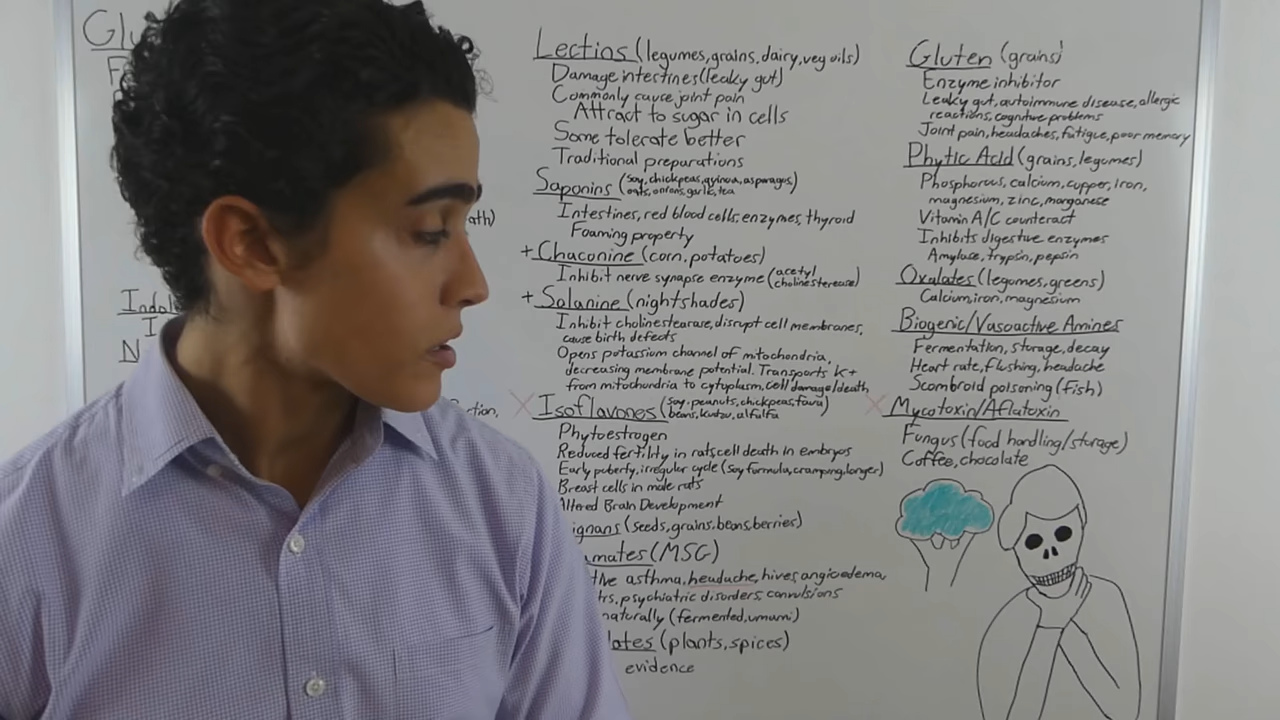 Glu
F
Indol
I
N
ath)
ction,
Lectins (legumes, grains, dairy, veg oils)
Damage intestines (leaky gut)
Commonly cause joint pain
Attract to sugar in cells
Some tolerate better
Traditional preparations
Saponins (soy, chickpeas, quinoa, asparagus, oats, onions, garlic, tea)
Intestines, red blood cells, enzymes, thyroid
Foaming property
+ Chaconine (corn, potatoes)
Inhibit nerve synapse enzyme (acetyl cholinesterease)
+ Solanine (nightshades)
Inhibit cholinestearase, disrupt cell membranes,
cause birth defects
Opens potassium channel of mitochondria,
decreasing membrane potential. Transports K+
from mitochondria to cytoplasm, cell damage/death
X Isoflavones (soy, peanuts, chickpeas, fava beans, kudzu, alfulfa)
Phytoestrogen
Reduced fertility in rats, cell death in embryos
Early puberty, irregular cycle (soy formula, cramping, longer)
Breast cells in male rats
Altered Brain Development
ignans (seeds, grains, beans, berries)
mates (MSG)
tive asthma, headache, hives, angioedema,
trs, psychiatric disorders, convulsions
naturally (fermented, umami)
lates (plants, spices)
evidence
Gluten (grains)
Enzyme inhibitor
Leaky gut, autoimmune disease, allergic
reactions, cognitive problems
Joint pain, headaches, fatigue, poor memory
Phytic Acid (grains, legumes)
Phosphorous, calcium, copper, iron,
magnesium, zinc, manganese
Vitamin A/C counteract
Inhibits digestive enzymes
Amylase, trypsin, pepsin
Oxalates (legumes, greens)
Calcium, iron, magnesium
Biogenic/Vasoactive Amines
Fermentation, storage, decay
Heart rate, flushing, headache
Scombroid poisoning (fish)
X Mycotoxin/Aflatoxin
Fungus (food handling/storage)
Coffee, chocolate